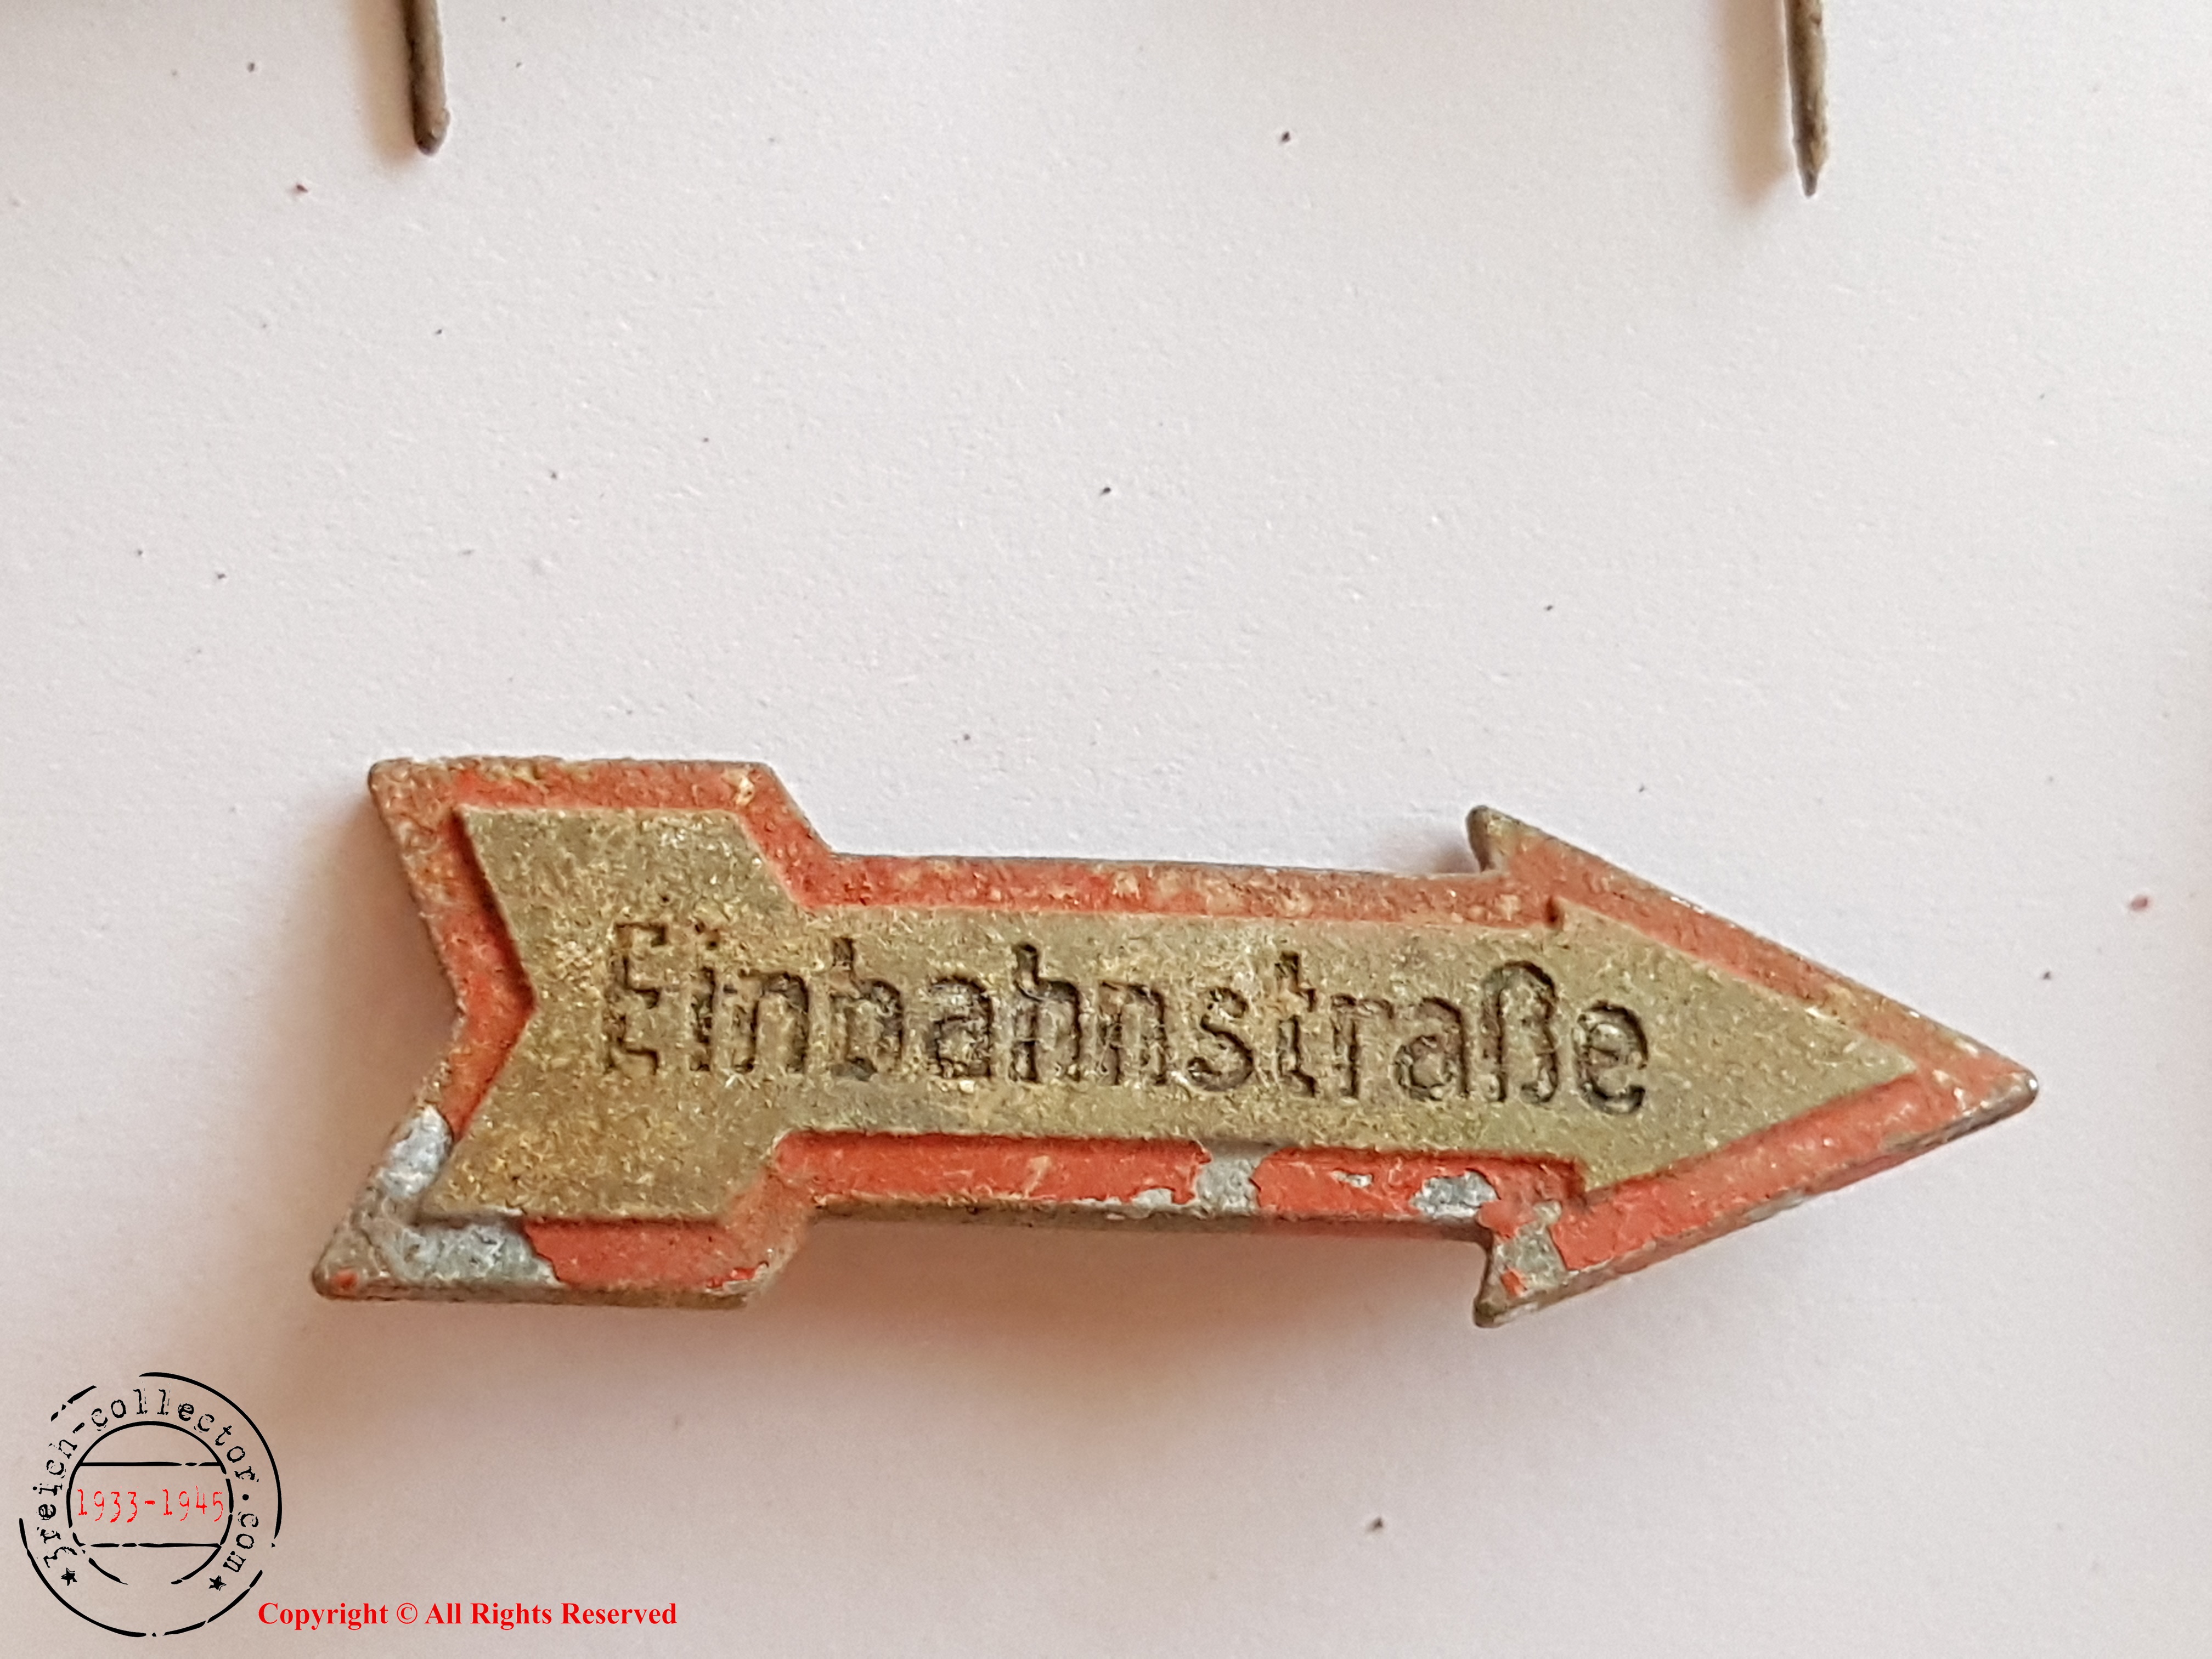 Einbahnstraße
3reich-collector.com
1933-1945
Copyright © All Rights Reserved